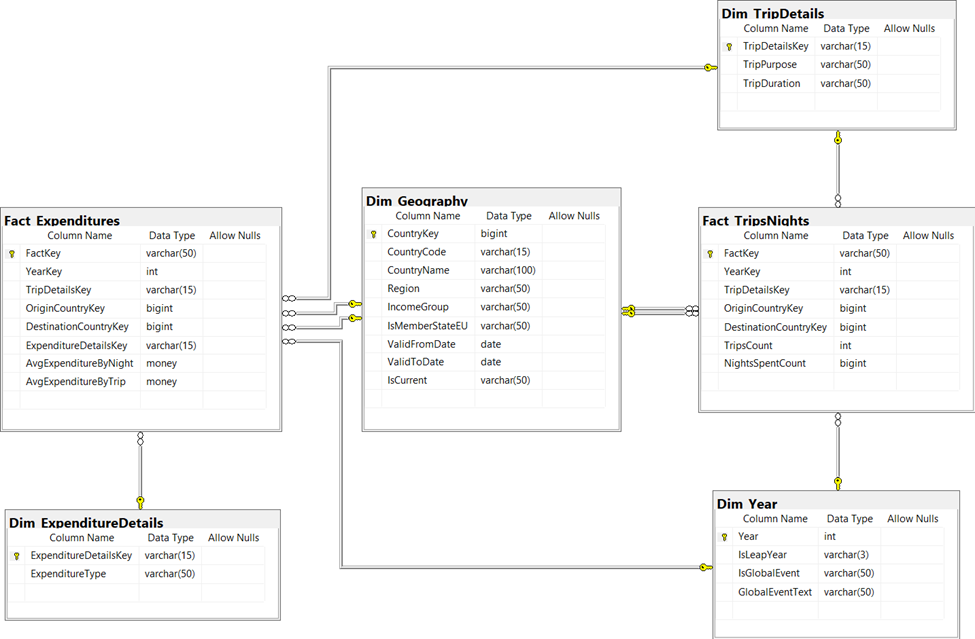 Dim_TripDetails
Column Name Data Type Allow Nulls
TripDetailsKey varchar(15)
TripPurpose varchar(50)
TripDuration varchar(50)
Fact_Expenditures
Column Name Data Type Allow Nulls
FactKey varchar(50)
YearKey int
TripDetailsKey varchar(15)
OriginCountryKey bigint
DestinationCountryKey bigint
ExpenditureDetailsKey varchar(15)
AvgExpenditureByNight money
AvgExpenditureByTrip money
Dim_Geography
Column Name Data Type Allow Nulls
CountryKey bigint
CountryCode varchar(15)
CountryName varchar(100)
Region varchar(50)
IncomeGroup varchar(50)
IsMemberStateEU varchar(50)
ValidFromDate date
ValidToDate date
IsCurrent varchar(50)
Fact_TripsNights
Column Name Data Type Allow Nulls
FactKey varchar(50)
YearKey int
TripDetailsKey varchar(15)
OriginCountryKey bigint
DestinationCountryKey bigint
TripsCount int
NightsSpentCount bigint
Dim_ExpenditureDetails
Column Name Data Type Allow Nulls
ExpenditureDetailsKey varchar(15)
ExpenditureType varchar(50)
Dim_Year
Column Name Data Type Allow Nulls
Year int
IsLeapYear varchar(3)
IsGlobalEvent varchar(50)
GlobalEventText varchar(50)